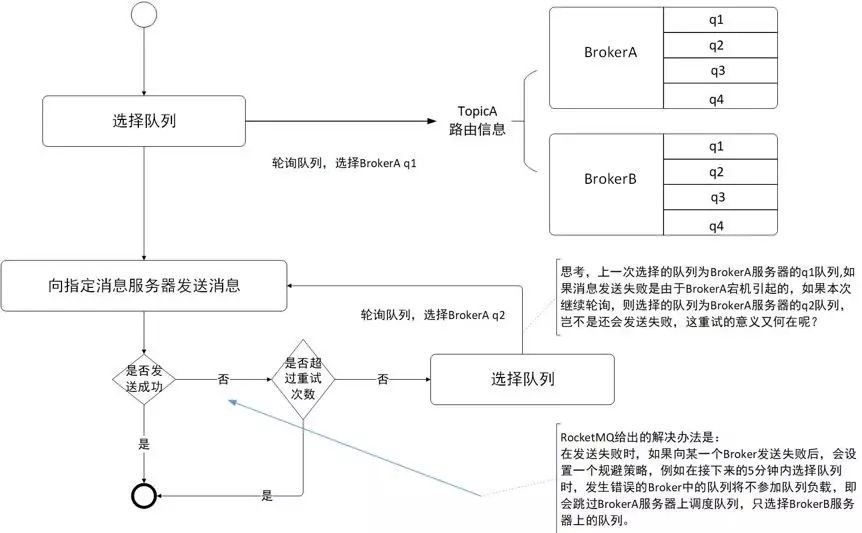 选择队列
轮询队列，选择BrokerA q1
TopicA
路由信息
BrokerA
q1
q2
q3
q4
BrokerB
q1
q2
q3
q4
向指定消息服务器发送消息
轮询队列，选择BrokerA q2
思考，上一次选择的队列为BrokerA服务器的q1队列,如
果消息发送失败是由于BrokerA宕机引起的，如果本次
继续轮询，则选择的队列为BrokerA服务器的q2队列，
岂不是还会发送失败，这重试的意义又何在呢？
是否发
送成功
否
是否超
过重试
次数
否
选择队列
是
是
RocketMQ给出的解决办法是：
在发送失败时，如果向某一个Broker发送失败后，会设
置一个规避策略，例如在接下来的5分钟内选择队列
时，发生错误的Broker中的队列将不参加队列负载，即
会跳过BrokerA服务器上调度队列，只选择BrokerB服务
器上的队列。